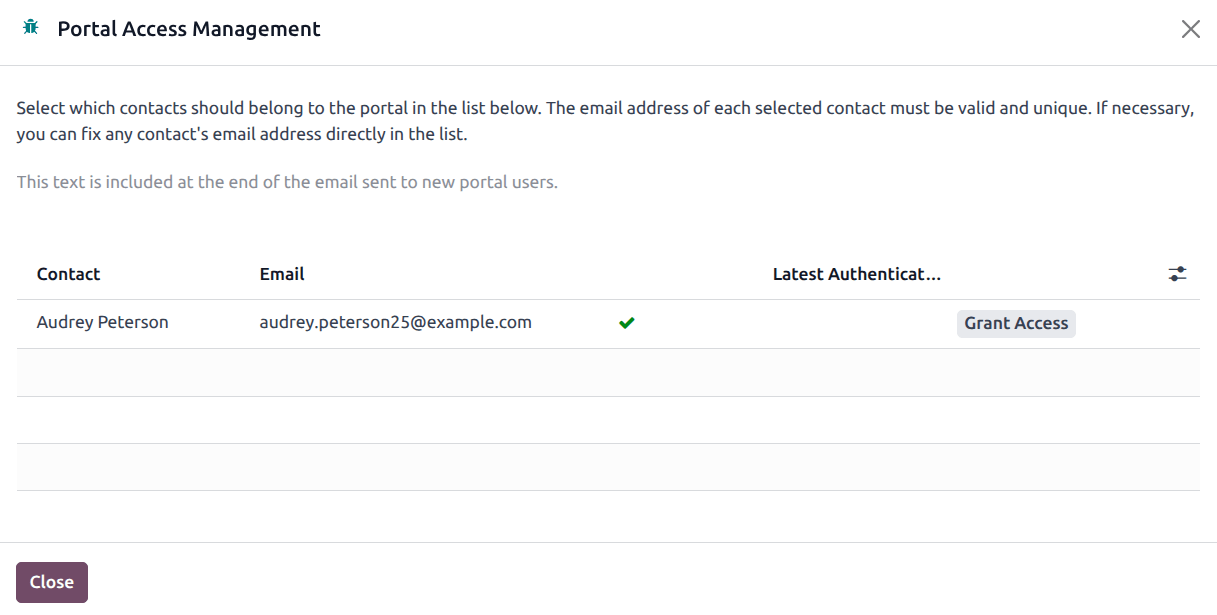 Portal Access Management
Select which contacts should belong to the portal in the list below. The email address of each selected contact must be valid and unique. If necessary,
you can fix any contact's email address directly in the list.
This text is included at the end of the email sent to new portal users.
Contact Email Latest Authenticat...
Audrey Peterson audrey.peterson25@example.com Grant Access
Close